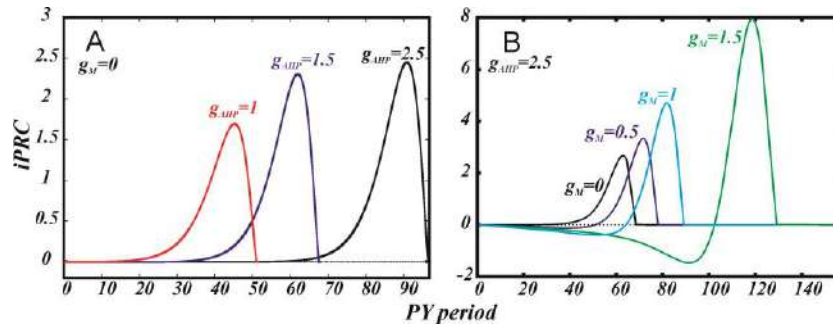 A
B
g_M=0
g_AHP=1
g_AHP=1.5
g_AHP=2.5
iPRC
3
2.5
2
1.5
1
0.5
0
0 10 20 30 40 50 60 70 80 90
g_AHP=2.5
g_M=0
g_M=0.5
g_M=1
g_M=1.5
8
6
4
2
0
-2
0 20 40 60 80 100 120 140
PY period